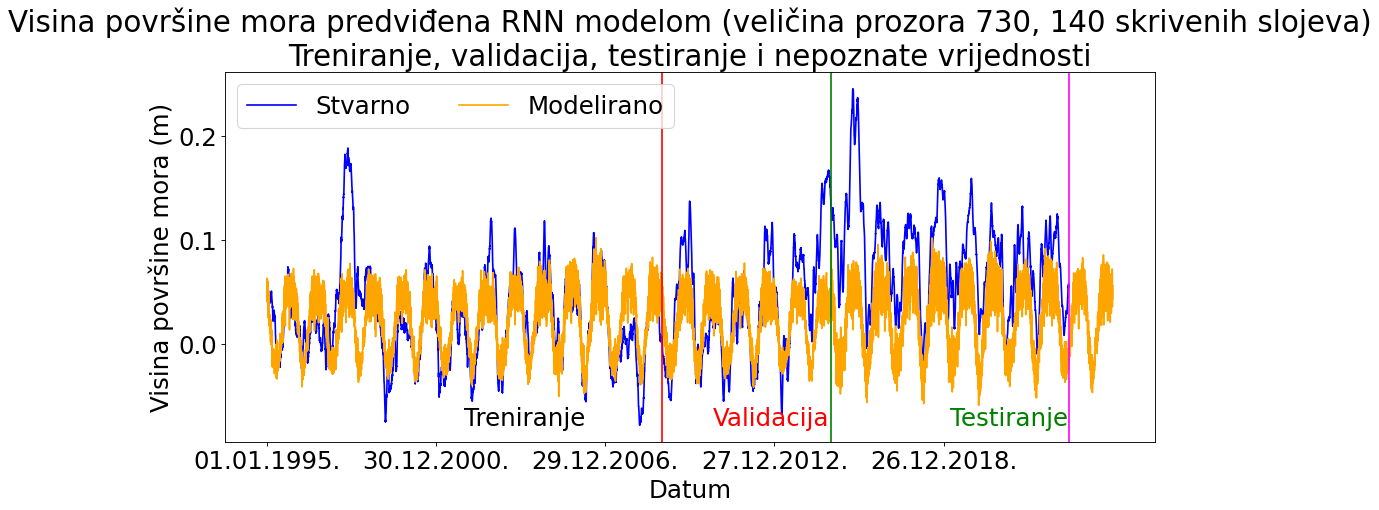 Visina površine mora predviđena RNN modelom (veličina prozora 730, 140 skrivenih slojeva)
Treniranje, validacija, testiranje i nepoznate vrijednosti
Stvarno Modelirano
Visina površine mora (m)
0.2
0.1
0.0
Treniranje Validacija Testiranje
01.01.1995. 30.12.2000. 29.12.2006. 27.12.2012. 26.12.2018.
Datum